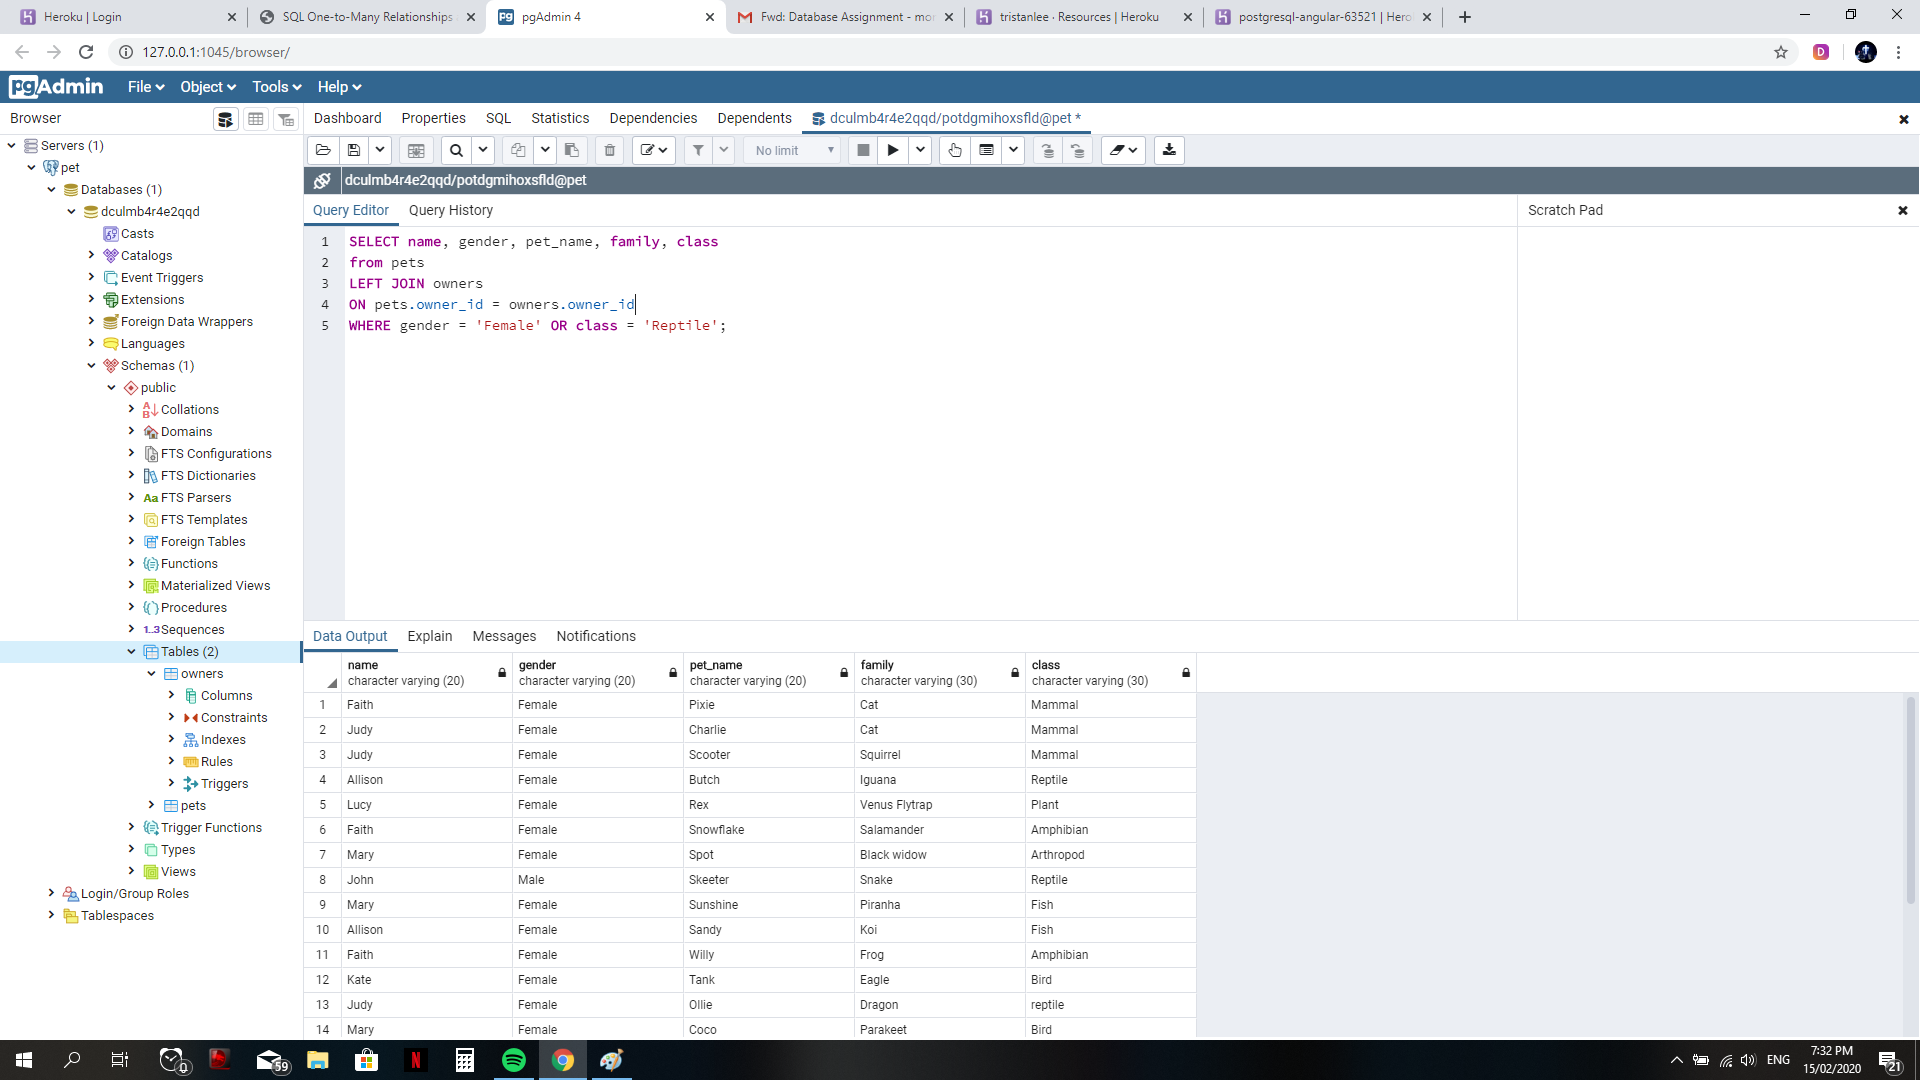 Heroku | Login
SQL One-to-Many Relationships
pgAdmin 4
Fwd: Database Assignment - mor
tristanlee · Resources | Heroku
postgresql-angular-63521 | Hero
127.0.0.1:1045/browser/
pgAdmin File Object Tools Help
Browser
Dashboard Properties SQL Statistics Dependencies Dependents dculmb4r4e2qqd/potdgmihoxsfld@pet *
No limit
dculmb4r4e2qqd/potdgmihoxsfld@pet
Query Editor Query History
Scratch Pad
1 SELECT name, gender, pet_name, family, class
2 from pets
3 LEFT JOIN owners
4 ON pets.owner_id = owners.owner_id
5 WHERE gender = 'Female' OR class = 'Reptile';
Servers (1)
pet
Databases (1)
dculmb4r4e2qqd
Casts
Catalogs
Event Triggers
Extensions
Foreign Data Wrappers
Languages
Schemas (1)
public
Collations
Domains
FTS Configurations
FTS Dictionaries
Aa FTS Parsers
FTS Templates
Foreign Tables
Functions
Materialized Views
Procedures
1..3 Sequences
Tables (2)
owners
Columns
Constraints
Indexes
Rules
Triggers
pets
Trigger Functions
Types
Views
Login/Group Roles
Tablespaces
Data Output Explain Messages Notifications
name gender pet_name family class
character varying (20) character varying (20) character varying (20) character varying (30) character varying (30)
1 Faith Female Pixie Cat Mammal
2 Judy Female Charlie Cat Mammal
3 Judy Female Scooter Squirrel Mammal
4 Allison Female Butch Iguana Reptile
5 Lucy Female Rex Venus Flytrap Plant
6 Faith Female Snowflake Salamander Amphibian
7 Mary Female Spot Black widow Arthropod
8 John Male Skeeter Snake Reptile
9 Mary Female Sunshine Piranha Fish
10 Allison Female Sandy Koi Fish
11 Faith Female Willy Frog Amphibian
12 Kate Female Tank Eagle Bird
13 Judy Female Ollie Dragon reptile
14 Mary Female Coco Parakeet Bird
59
ENG
7:32 PM
15/02/2020
21